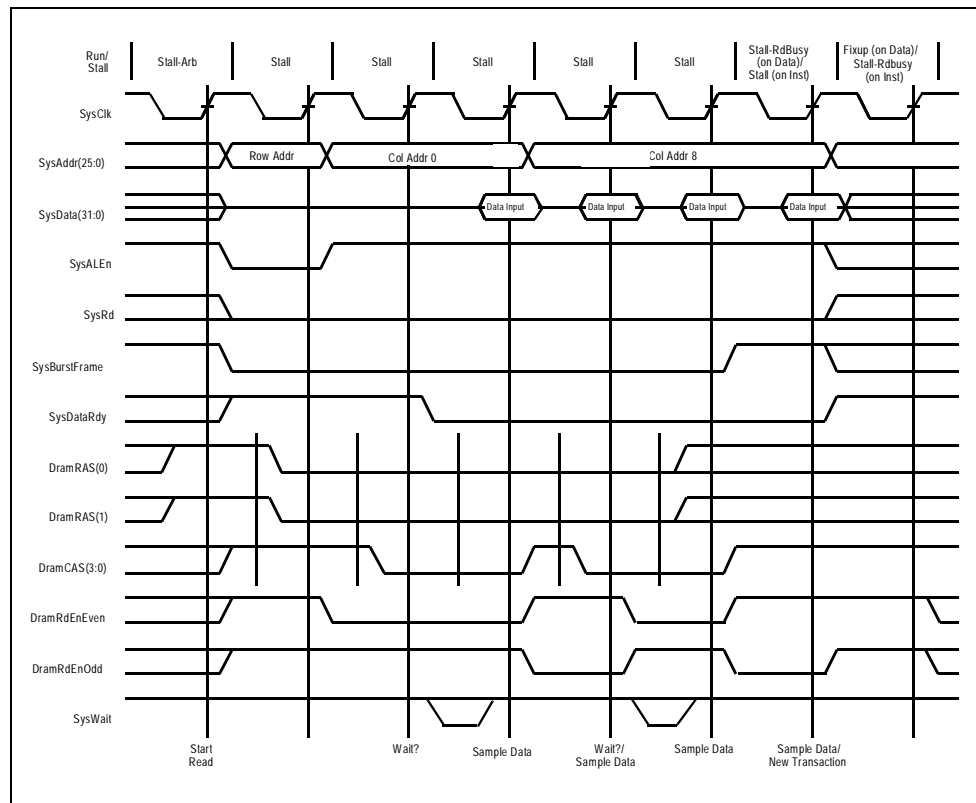 Run/
Stall
Stall-Arb
Stall
Stall
Stall
Stall
Stall
Stall-RdBusy
(on Data)/
Stall (on Inst)
Fixup (on Data)/
Stall-Rdbusy
(on Inst)
SysClk
SysAddr(25:0)
Row Addr
Col Addr 0
Col Addr 8
SysData(31:0)
Data Input
Data Input
Data Input
Data Input
SysALEn
SysRd
SysBurstFrame
SysDataRdy
DramRAS(0)
DramRAS(1)
DramCAS(3:0)
DramRdEnEven
DramRdEnOdd
SysWait
Start
Read
Wait?
Sample Data
Wait?/
Sample Data
Sample Data
Sample Data/
New Transaction